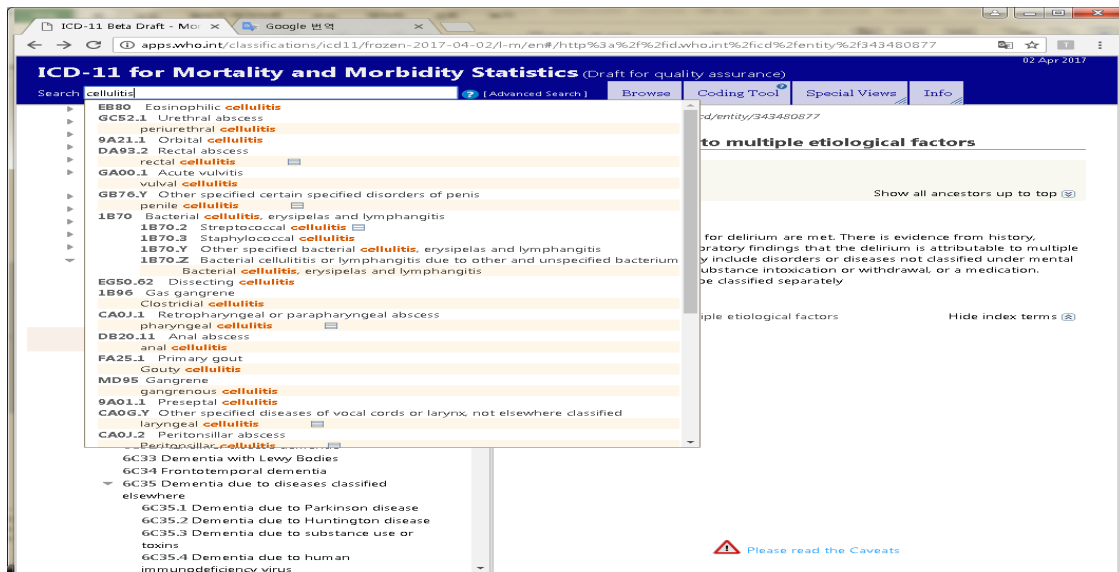 ICD-11 Beta Draft - Mo
Google 번역
apps.who.int/classifications/icd11/frozen-2017-04-02/l-m/en#/http%3a%2f%2fid.who.int%2ficd%2fentity%2f343480877
02 Apr 2017
ICD-11 for Mortality and Morbidity Statistics (Draft for quality assurance)
Search cellulitis [Advanced Search] Browse Coding Tool Special Views Info
EB80 Eosinophilic cellulitis
GC52.1 Urethral abscess
periurethral cellulitis
9A21.1 Orbital cellulitis
DA93.2 Rectal abscess
rectal cellulitis
GA00.1 Acute vulvitis
vulval cellulitis
GB76.Y Other specified certain specified disorders of penis
penile cellulitis
1B70 Bacterial cellulitis, erysipelas and lymphangitis
1B70.2 Streptococcal cellulitis
1B70.3 Staphylococcal cellulitis
1B70.Y Other specified bacterial cellulitis, erysipelas and lymphangitis
1B70.Z Bacterial cellulititis or lymphangitis due to other and unspecified bacterium
Bacterial cellulitis, erysipelas and lymphangitis
EG50.62 Dissecting cellulitis
1B96 Gas gangrene
Clostridial cellulitis
CA0J.1 Retropharyngeal or parapharyngeal abscess
pharyngeal cellulitis
DB20.11 Anal abscess
anal cellulitis
FA25.1 Primary gout
Gouty cellulitis
MD95 Gangrene
gangrenous cellulitis
9A01.1 Preseptal cellulitis
CA0G.Y Other specified diseases of vocal cords or larynx, not elsewhere classified
laryngeal cellulitis
CA0J.2 Peritonsillar abscess
Peritonsillar cellulitis
6C33 Dementia with Lewy Bodies
6C34 Frontotemporal dementia
6C35 Dementia due to diseases classified
elsewhere
6C35.1 Dementia due to Parkinson disease
6C35.2 Dementia due to Huntington disease
6C35.3 Dementia due to substance use or
toxins
6C35.4 Dementia due to human
immunodeficiency virus
cd/entity/343480877
to multiple etiological factors
Show all ancestors up to top
for delirium are met. There is evidence from history,
oratory findings that the delirium is attributable to multiple
y include disorders or diseases not classified under mental
ubstance intoxication or withdrawal, or a medication.
be classified separately
iple etiological factors Hide index terms
Please read the Caveats